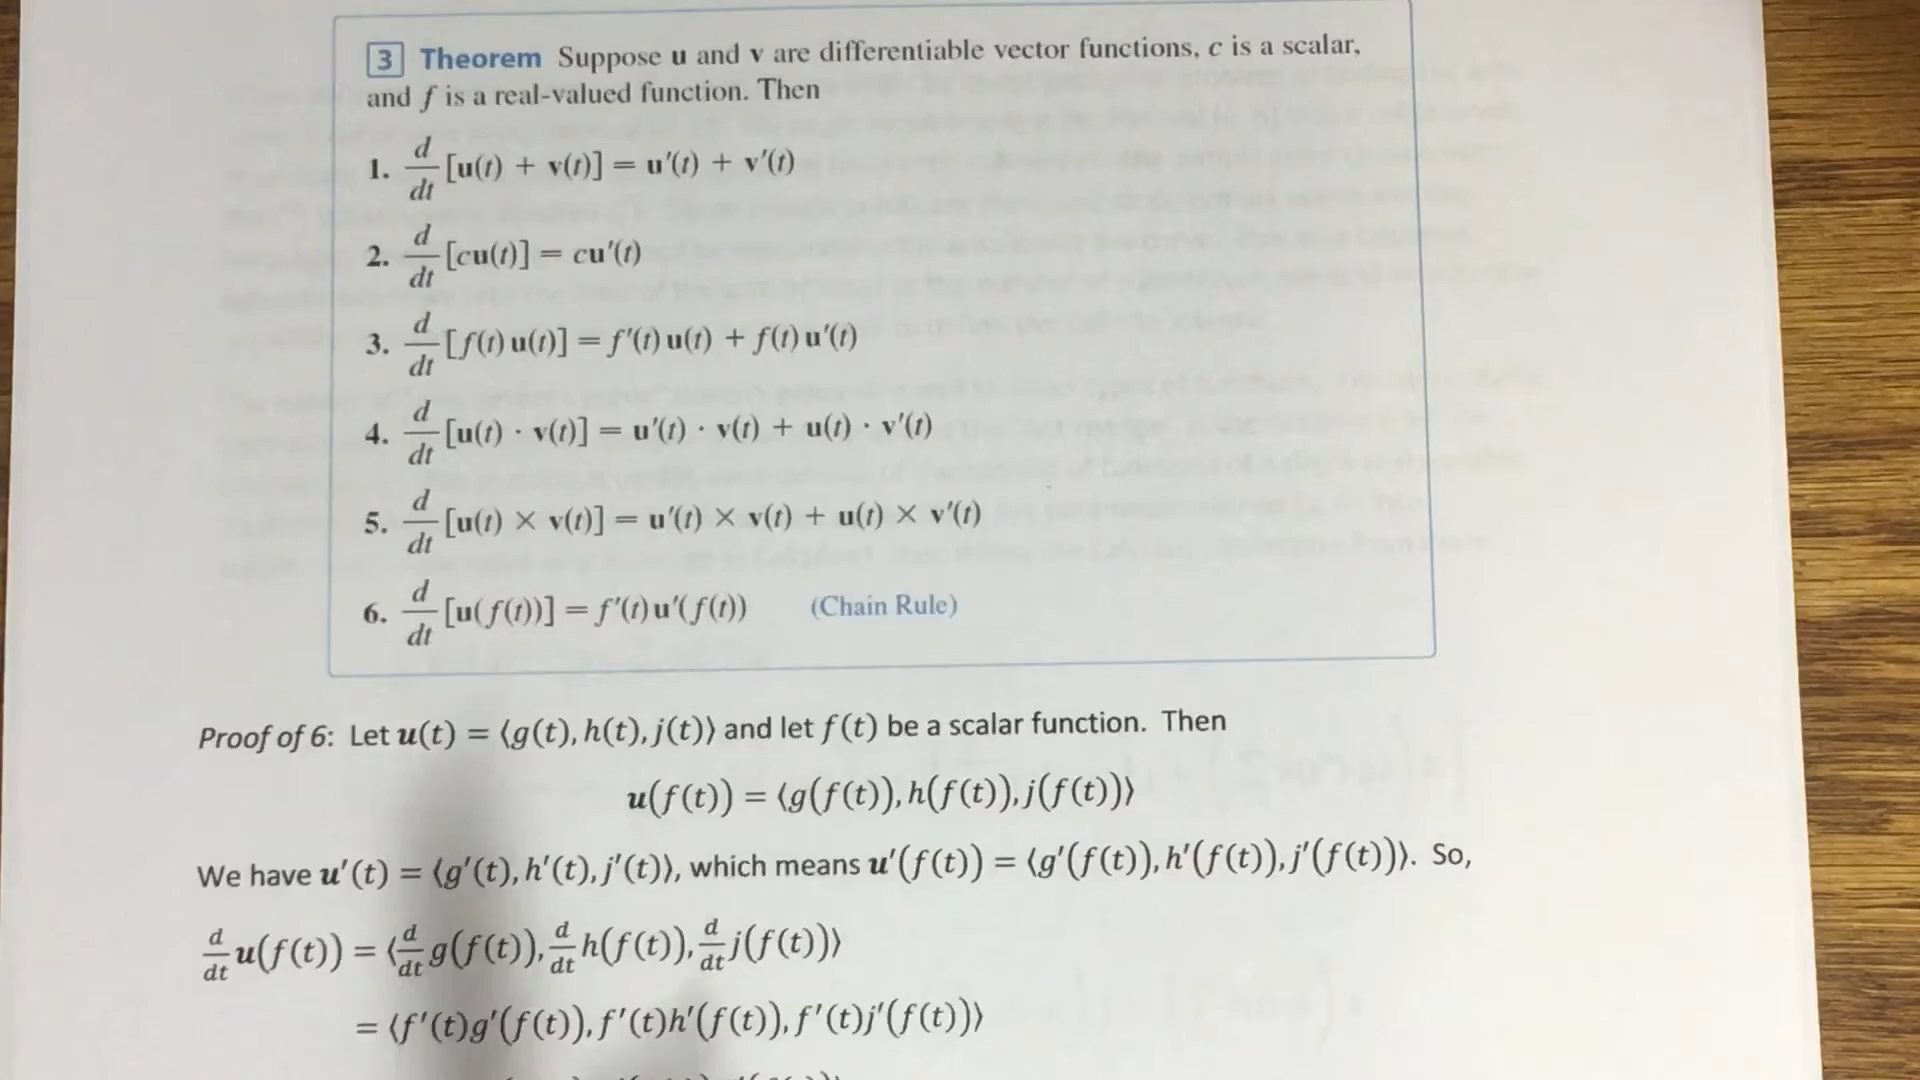 3 Theorem Suppose u and v are differentiable vector functions, c is a scalar,
and f is a real-valued function. Then
1. d/dt [u(t) + v(t)] = u′(t) + v′(t)
2. d/dt [cu(t)] = cu′(t)
3. d/dt [f(t) u(t)] = f′(t) u(t) + f(t) u′(t)
4. d/dt [u(t) · v(t)] = u′(t) · v(t) + u(t) · v′(t)
5. d/dt [u(t) × v(t)] = u′(t) × v(t) + u(t) × v′(t)
6. d/dt [u(f(t))] = f′(t)u′(f(t)) (Chain Rule)
Proof of 6: Let u(t) = ⟨g(t), h(t), j(t)⟩ and let f(t) be a scalar function. Then
u(f(t)) = ⟨g(f(t)), h(f(t)), j(f(t))⟩
We have u′(t) = ⟨g′(t), h′(t), j′(t)⟩, which means u′(f(t)) = ⟨g′(f(t)), h′(f(t)), j′(f(t))⟩. So,
d/dt u(f(t)) = ⟨d/dt g(f(t)), d/dt h(f(t)), d/dt j(f(t))⟩
= ⟨f′(t)g′(f(t)), f′(t)h′(f(t)), f′(t)j′(f(t))⟩